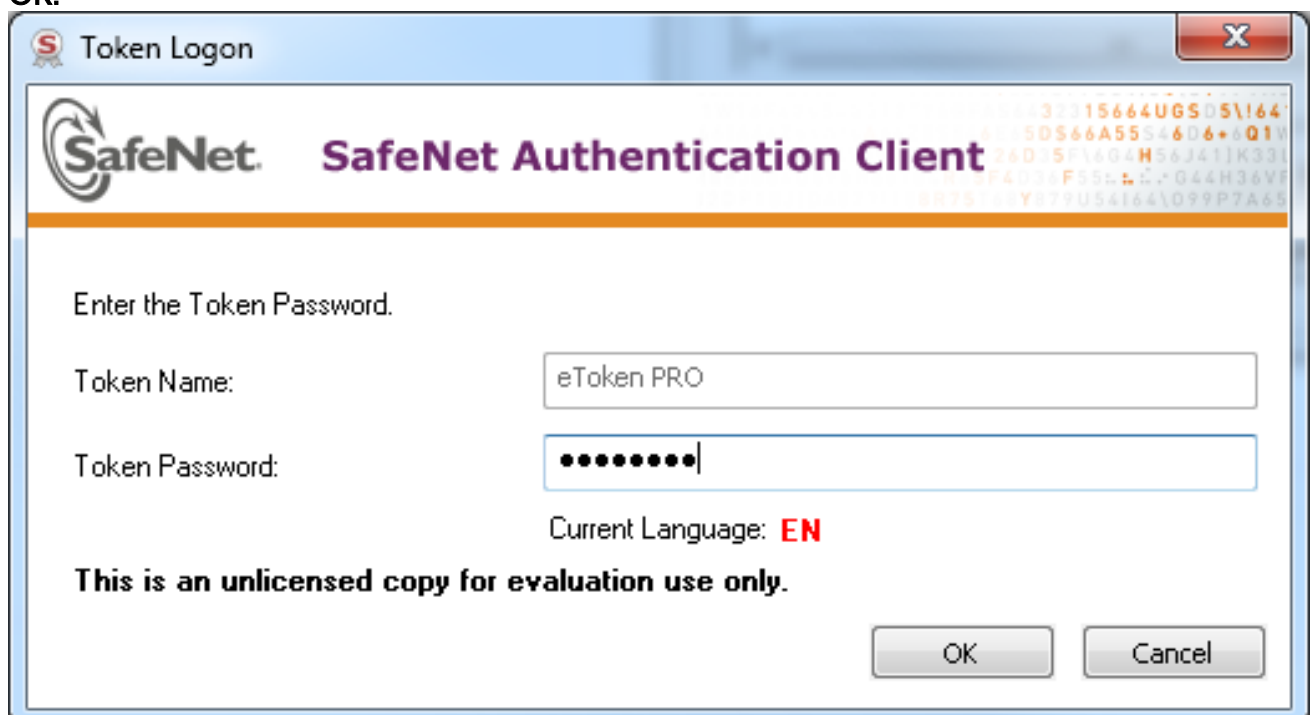 OK.
Token Logon
SafeNet. SafeNet Authentication Client
Enter the Token Password.
Token Name: eToken PRO
Token Password: ••••••••
Current Language: EN
This is an unlicensed copy for evaluation use only.
OK Cancel